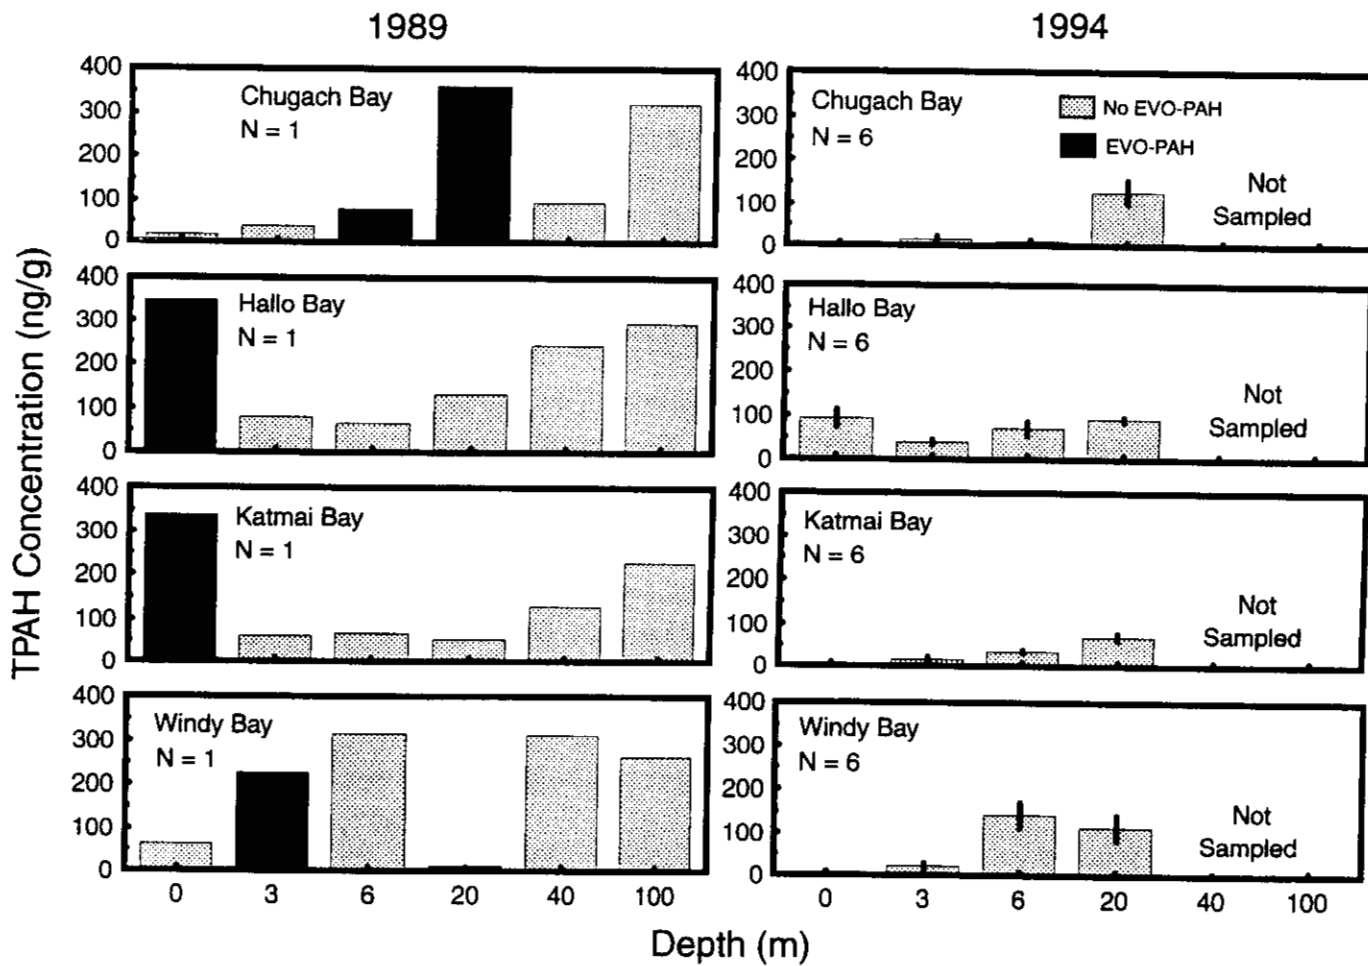 1989
1994
TPAH Concentration (ng/g)
400
300
200
100
0
Chugach Bay
N = 1
400
300
200
100
0
Chugach Bay
N = 6
No EVO-PAH
EVO-PAH
Not
Sampled
400
300
200
100
0
Hallo Bay
N = 1
400
300
200
100
0
Hallo Bay
N = 6
Not
Sampled
400
300
200
100
0
Katmai Bay
N = 1
400
300
200
100
0
Katmai Bay
N = 6
Not
Sampled
400
300
200
100
0
Windy Bay
N = 1
400
300
200
100
0
Windy Bay
N = 6
Not
Sampled
0 3 6 20 40 100
0 3 6 20 40 100
Depth (m)